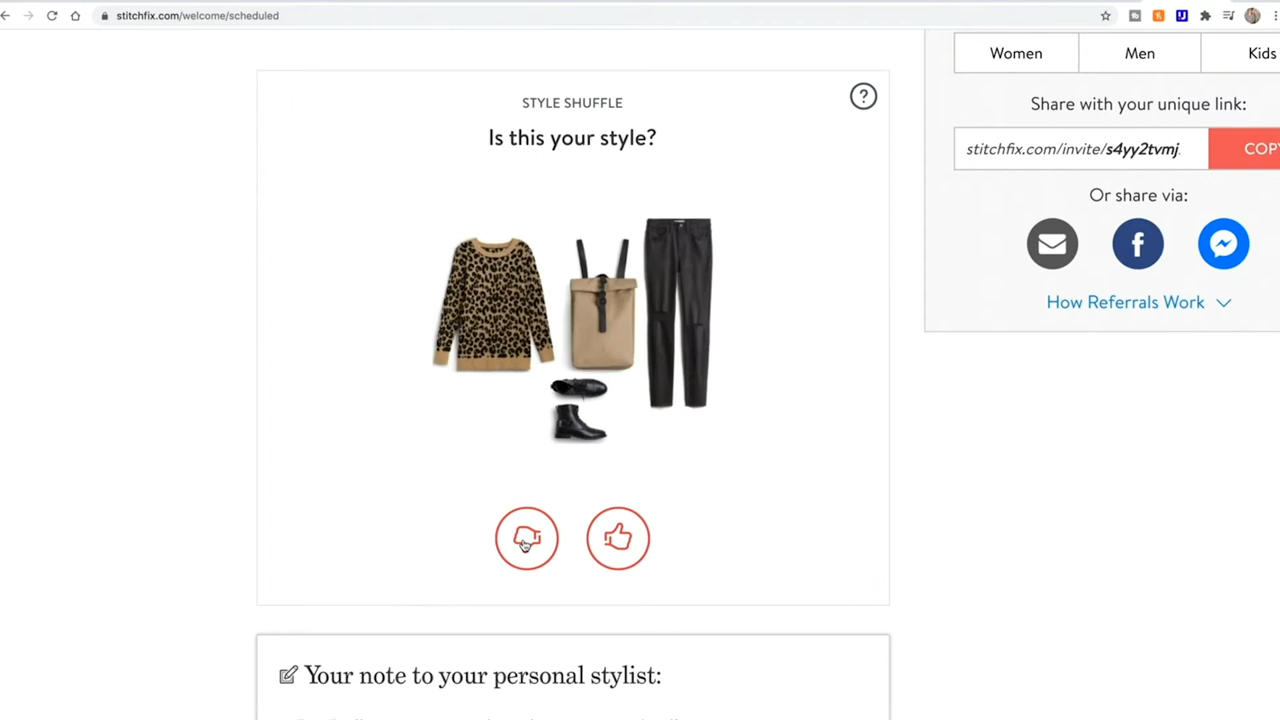 stitchfix.com/welcome/scheduled
Women Men Kids
STYLE SHUFFLE
Share with your unique link:
Is this your style?
stitchfix.com/invite/s4yy2tvmj
COPY
Or share via:
How Referrals Work
Your note to your personal stylist: